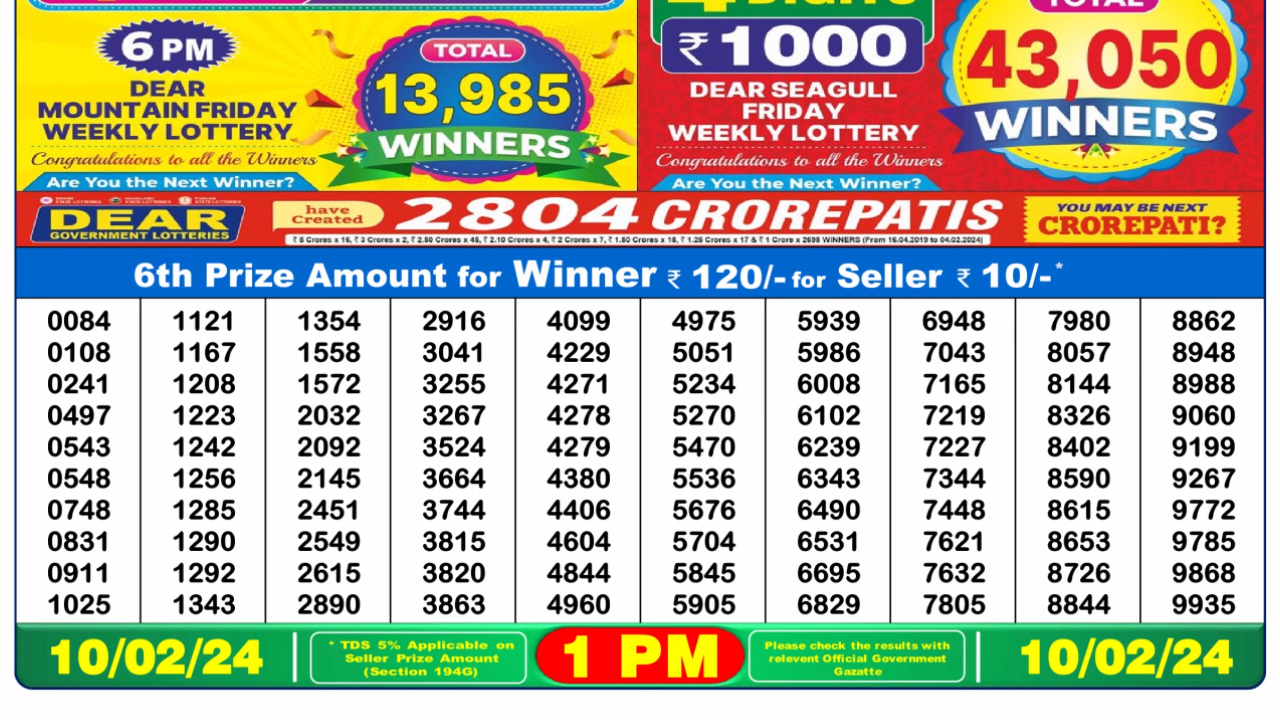 6 PM
DEAR
MOUNTAIN FRIDAY
WEEKLY LOTTERY
Congratulations to all the Winners
Are You the Next Winner?
TOTAL
13,985
WINNERS
₹ 1000
DEAR SEAGULL
FRIDAY
WEEKLY LOTTERY
Congratulations to all the Winners
Are You the Next Winner?
TOTAL
43,050
WINNERS
DEAR
GOVERNMENT LOTTERIES
have
Created
2804 CROREPATIS
YOU MAY BE NEXT
CROREPATI?
6th Prize Amount for Winner ₹ 120/- for Seller ₹ 10/-*
0084 1121 1354 2916 4099 4975 5939 6948 7980 8862
0108 1167 1558 3041 4229 5051 5986 7043 8057 8948
0241 1208 1572 3255 4271 5234 6008 7165 8144 8988
0497 1223 2032 3267 4278 5270 6102 7219 8326 9060
0543 1242 2092 3524 4279 5470 6239 7227 8402 9199
0548 1256 2145 3664 4380 5536 6343 7344 8590 9267
0748 1285 2451 3744 4406 5676 6490 7448 8615 9772
0831 1290 2549 3815 4604 5704 6531 7621 8653 9785
0911 1292 2615 3820 4844 5845 6695 7632 8726 9868
1025 1343 2890 3863 4960 5905 6829 7805 8844 9935
10/02/24
* TDS 5% Applicable on
Seller Prize Amount
(Section 194G)
1 PM
Please check the results with
relevent Official Government
Gazatte
10/02/24